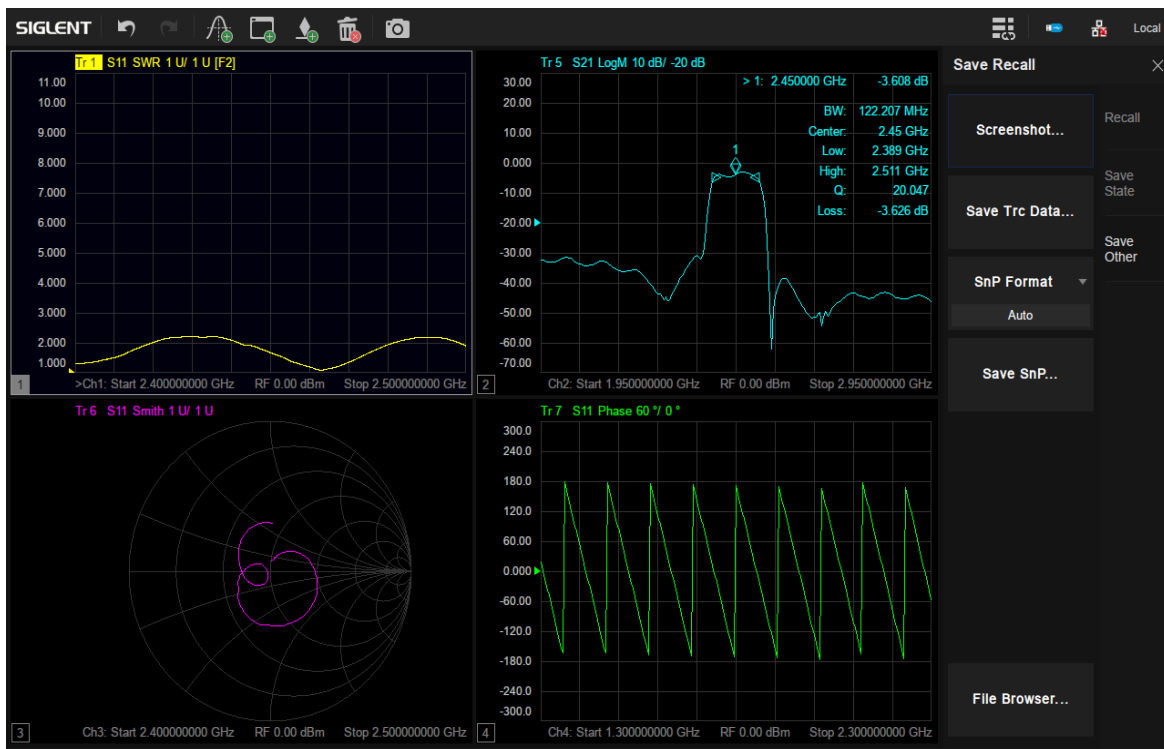 SIGLENT
Local
Tr 1 S11 SWR 1 U/ 1 U [F2]
11.00
10.00
9.000
8.000
7.000
6.000
5.000
4.000
3.000
2.000
1.000
1 >Ch1: Start 2.400000000 GHz RF 0.00 dBm Stop 2.500000000 GHz
Tr 5 S21 LogM 10 dB/ -20 dB
> 1: 2.450000 GHz -3.608 dB
BW: 122.207 MHz
Center: 2.45 GHz
Low: 2.389 GHz
High: 2.511 GHz
Q: 20.047
Loss: -3.626 dB
1
30.00
20.00
10.00
0.000
-10.00
-20.00
-30.00
-40.00
-50.00
-60.00
-70.00
2 Ch2: Start 1.950000000 GHz RF 0.00 dBm Stop 2.950000000 GHz
Tr 6 S11 Smith 1 U/ 1 U
3 Ch3: Start 2.400000000 GHz RF 0.00 dBm Stop 2.500000000 GHz
Tr 7 S11 Phase 60 °/ 0 °
300.0
240.0
180.0
120.0
60.00
0.000
-60.00
-120.0
-180.0
-240.0
-300.0
4 Ch4: Start 1.300000000 GHz RF 0.00 dBm Stop 2.300000000 GHz
Save Recall
Screenshot...
Save Trc Data...
SnP Format
Auto
Save SnP...
File Browser...
Recall
Save
State
Save
Other